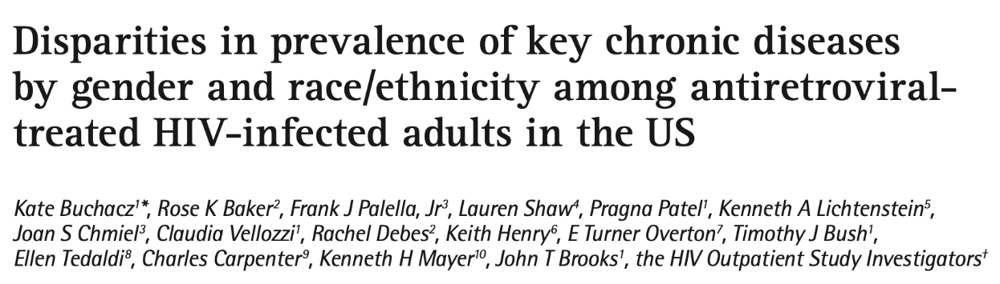 Disparities in prevalence of key chronic diseases
by gender and race/ethnicity among antiretroviral-
treated HIV-infected adults in the US
Kate Buchacz¹*, Rose K Baker², Frank J Palella, Jr³, Lauren Shaw⁴, Pragna Patel¹, Kenneth A Lichtenstein⁵,
Joan S Chmiel³, Claudia Vellozzi¹, Rachel Debes², Keith Henry⁶, E Turner Overton⁷, Timothy J Bush¹,
Ellen Tedaldi⁸, Charles Carpenter⁹, Kenneth H Mayer¹⁰, John T Brooks¹, the HIV Outpatient Study Investigators†